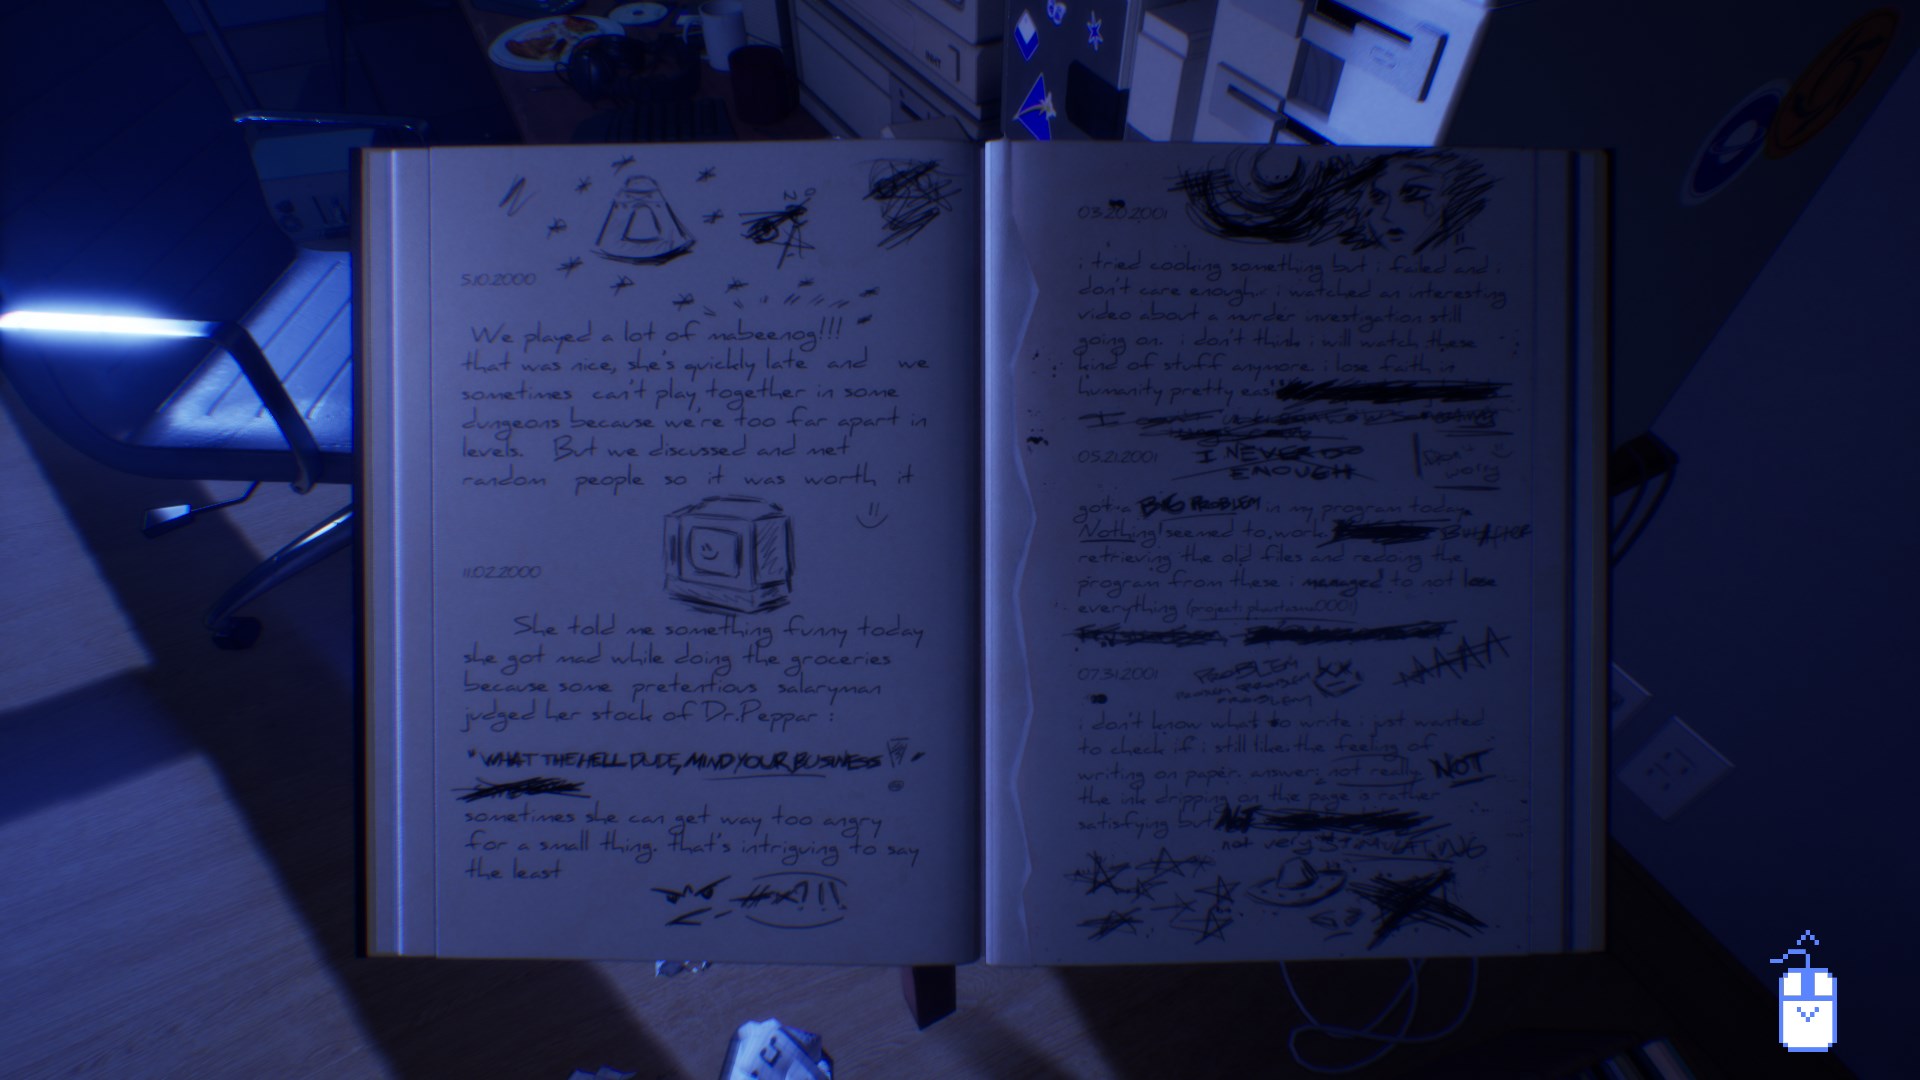 5.10.2000
We played a lot of mabeenog!!!
that was nice, she's quickly late and we
sometimes can't play together in some
dungeons because we're too far apart in
levels. But we discussed and met
random people so it was worth it
11.02.2000
She told me something funny today
she got mad while doing the groceries
because some pretentious salaryman
judged her stock of Dr.Peppar :
"WHAT THE HELL DUDE, MIND YOUR BUSINESS"
sometimes she can get way too angry
for a small thing. that's intriguing to say
the least
#x?!!
03.20.2001
i tried cooking something but i failed and i
don't care enough. i watched an interesting
video about a murder investigation still
going on. i don't think i will watch these
kind of stuff anymore. i lose faith in
humanity pretty
05.21.2001
I NEVER DO
ENOUGH
Don't
worry
got a BIG PROBLEM in my program today.
Nothing! seemed to work. BUT AFTER
retrieving the old files and redoing the
program from these i managed to not lose
everything (project: phantasma0001)
07.31.2001
PROBLEM
PROBLEM PROBLEM
PROBLEM
AAAA
i don't know what to write i just wanted
to check if i still like the feeling of
writing on paper. answer: not really NOT
the ink dripping on the page is rather
satisfying but
not very STIMULATING